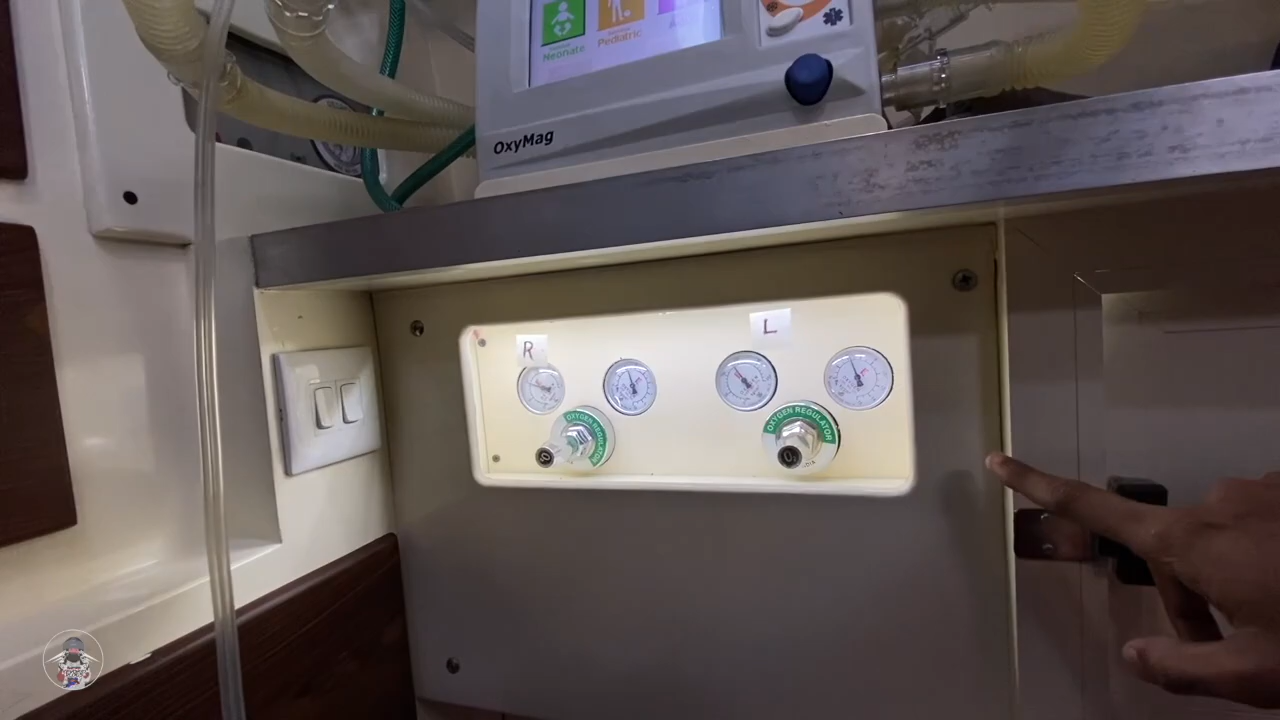 Neonate
Pediatric
OxyMag
R
L
OXYGEN REGULATOR
OXYGEN REGULATOR